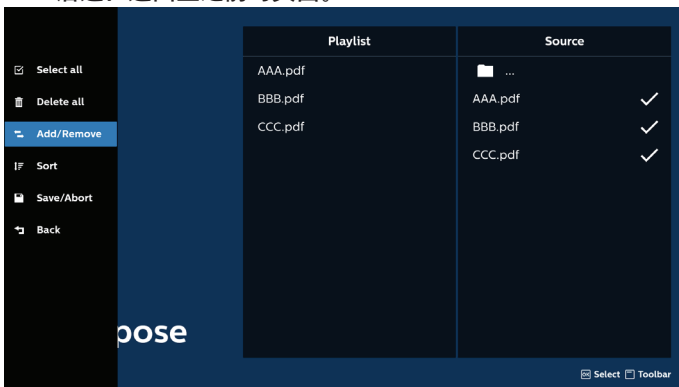 Playlist
Source
Select all
AAA.pdf
...
Delete all
BBB.pdf
AAA.pdf
Add/Remove
CCC.pdf
BBB.pdf
Sort
CCC.pdf
Save/Abort
Back
pose
OK Select Toolbar